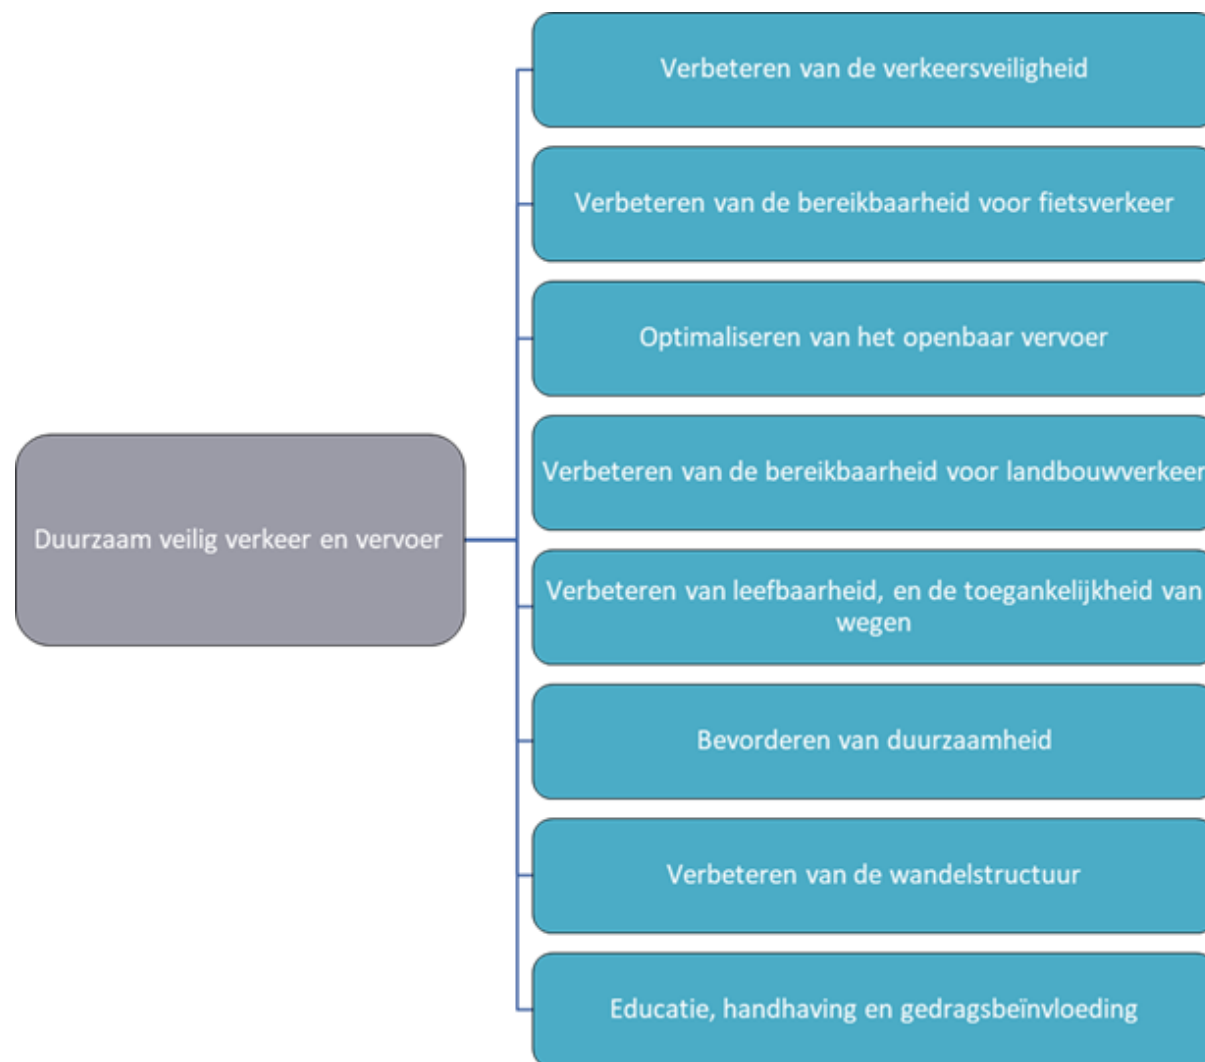 Verbeteren van de verkeersveiligheid
Verbeteren van de bereikbaarheid voor fietsverkeer
Optimaliseren van het openbaar vervoer
Verbeteren van de bereikbaarheid voor landbouwverkeer
Duurzaam veilig verkeer en vervoer
Verbeteren van leefbaarheid, en de toegankelijkheid van
wegen
Bevorderen van duurzaamheid
Verbeteren van de wandelstructuur
Educatie, handhaving en gedragsbeïnvloeding